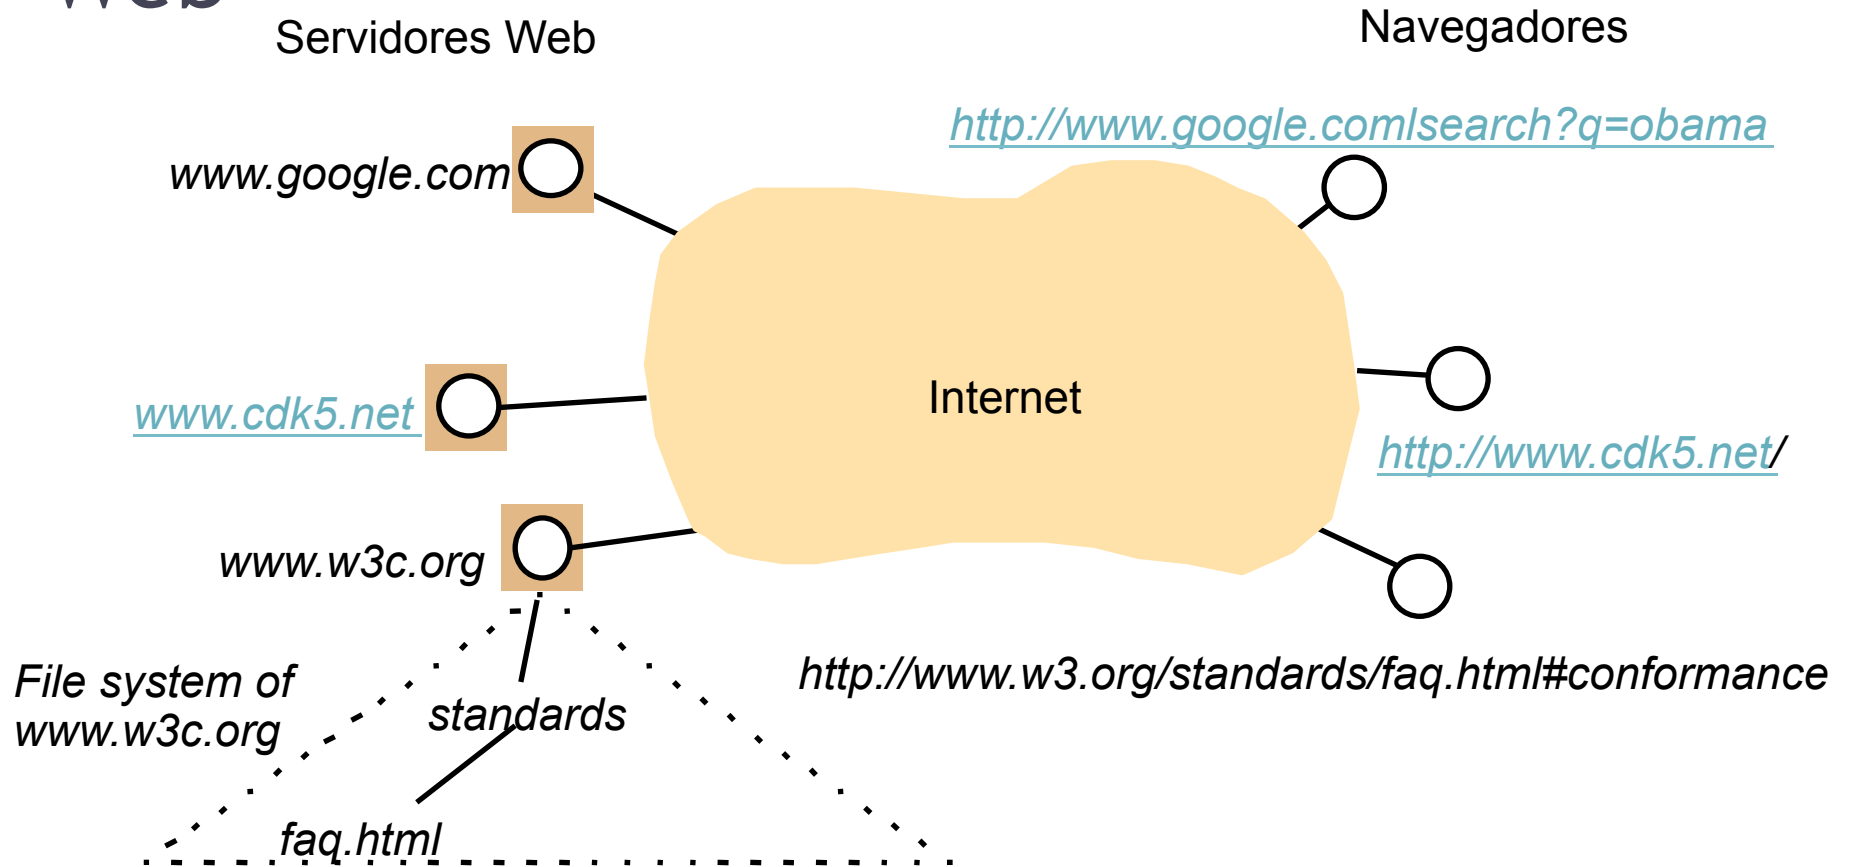 Web
Servidores Web
Navegadores
http://www.google.comlsearch?q=obama
www.google.com
Internet
www.cdk5.net
http://www.cdk5.net/
www.w3c.org
http://www.w3.org/standards/faq.html#conformance
File system of
www.w3c.org
standards
faq.html